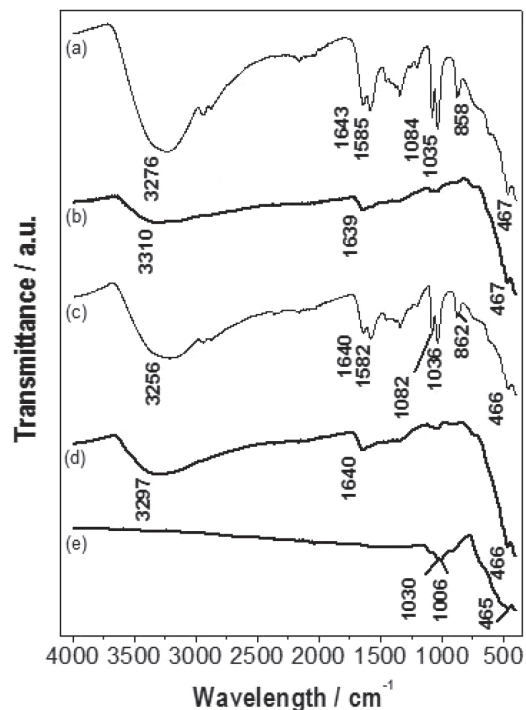 (a)
3276
1643
1585
1084
1035
858
467
(b)
3310
1639
467
(c)
3256
1640
1582
1082
1036
862
466
(d)
3297
1640
466
(e)
1030
1006
465
Transmittance / a.u.
4000 3500 3000 2500 2000 1500 1000 500
Wavelength / cm⁻¹